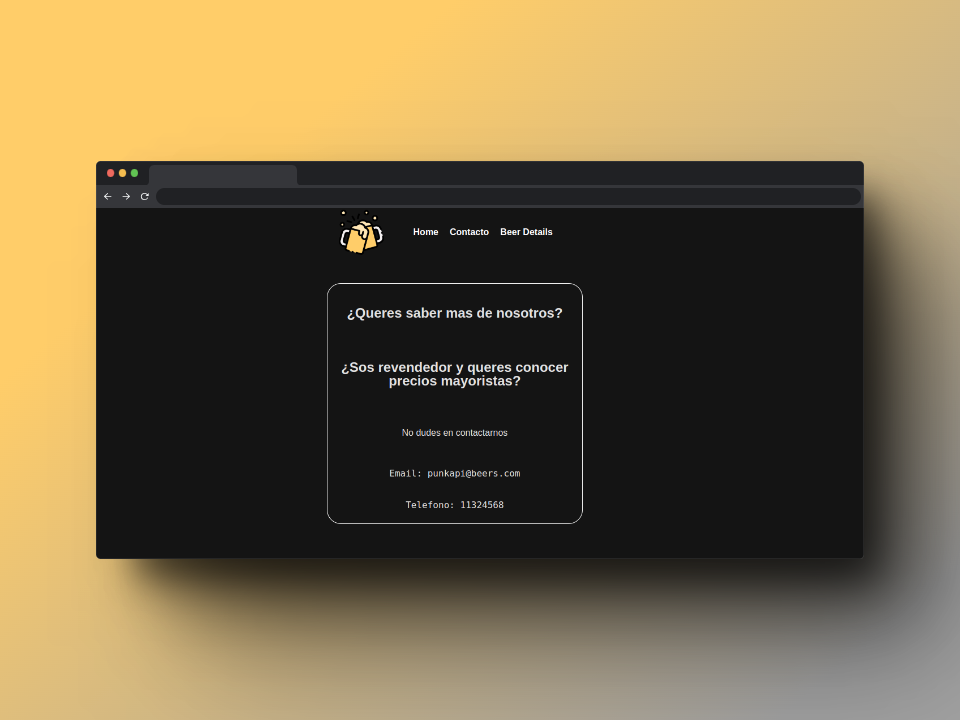 Home Contacto Beer Details
¿Queres saber mas de nosotros?
¿Sos revendedor y queres conocer
precios mayoristas?
No dudes en contactarnos
Email: punkapi@beers.com
Telefono: 11324568